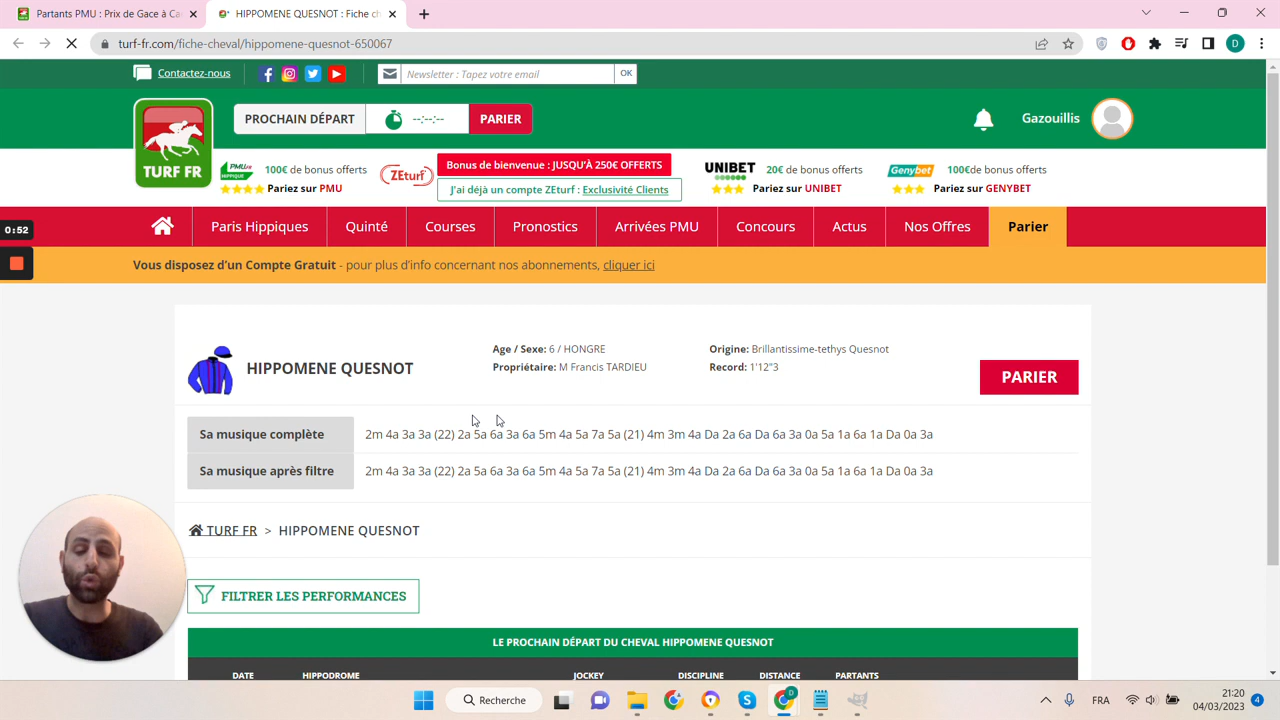 Partants PMU : Prix de Gace à Ca
HIPPOMENE QUESNOT : Fiche ch
turf-fr.com/fiche-cheval/hippomene-quesnot-650067
D
Contactez-nous
Newsletter : Tapez votre email
OK
TURF FR
PROCHAIN DÉPART
--:--:--
PARIER
Gazouillis
100€ de bonus offerts
Pariez sur PMU
ZEturf
Bonus de bienvenue : JUSQU'À 250€ OFFERTS
J'ai déjà un compte ZEturf : Exclusivité Clients
UNIBET
20€ de bonus offerts
Pariez sur UNIBET
Genybet
100€de bonus offerts
Pariez sur GENYBET
0:52
Paris Hippiques
Quinté
Courses
Pronostics
Arrivées PMU
Concours
Actus
Nos Offres
Parier
Vous disposez d'un Compte Gratuit - pour plus d'info concernant nos abonnements, cliquer ici
HIPPOMENE QUESNOT
Age / Sexe: 6 / HONGRE
Propriétaire: M Francis TARDIEU
Origine: Brillantissime-tethys Quesnot
Record: 1'12"3
PARIER
Sa musique complète
2m 4a 3a 3a (22) 2a 5a 6a 3a 6a 5m 4a 5a 7a 5a (21) 4m 3m 4a Da 2a 6a Da 6a 3a 0a 5a 1a 6a 1a Da 0a 3a
Sa musique après filtre
2m 4a 3a 3a (22) 2a 5a 6a 3a 6a 5m 4a 5a 7a 5a (21) 4m 3m 4a Da 2a 6a Da 6a 3a 0a 5a 1a 6a 1a Da 0a 3a
TURF FR > HIPPOMENE QUESNOT
FILTRER LES PERFORMANCES
LE PROCHAIN DÉPART DU CHEVAL HIPPOMENE QUESNOT
DATE
HIPPODROME
JOCKEY
DISCIPLINE
DISTANCE
PARTANTS
Recherche
D
FRA
21:20
04/03/2023
4